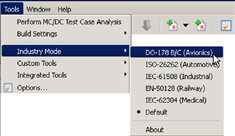 Tools Window Help
Perform MC/DC Test Case Analysis
Build Settings
Industry Mode
Custom Tools
Integrated Tools
Options...
DO-178 B/C (Avionics)
ISO-26262 (Automotive)
IEC-61508 (Industrial)
EN-50128 (Railway)
IEC-62304 (Medical)
Default
About